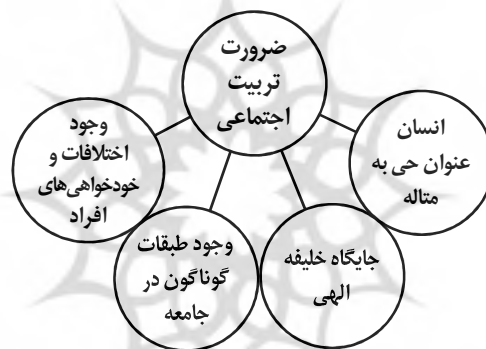 ضرورت
تربیت
اجتماعی
انسان
عنوان حی به
متاله
جایگاه خلیفه
الهی
وجود طبقات
گوناگون در
جامعه
وجود
اختلافات و
خودخواهی‌های
افراد